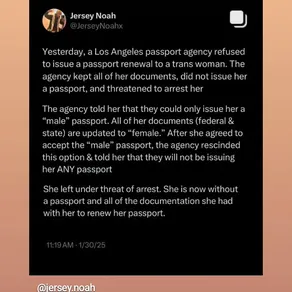 Jersey Noah
@JerseyNoahx
Yesterday, a Los Angeles passport agency refused
to issue a passport renewal to a trans woman. The
agency kept all of her documents, did not issue her
a passport, and threatened to arrest her
The agency told her that they could only issue her a
“male” passport. All of her documents (federal &
state) are updated to “female.” After she agreed to
accept the “male” passport, the agency rescinded
this option & told her that they will not be issuing
her ANY passport
She left under threat of arrest. She is now without
a passport and all of the documentation she had
with her to renew her passport.
11:19 AM · 1/30/25
@jersey.noah